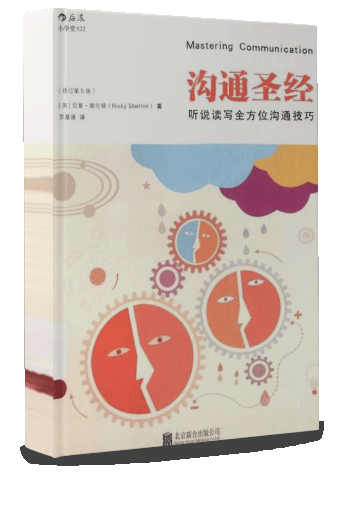 后浪
小学堂022
Mastering Communication
沟通圣经
听说读写全方位沟通技巧
(修订第5版)
[英] 尼基·斯坦顿 (Nicky Stanton) 著
罗慕谦 译
北京联合出版公司